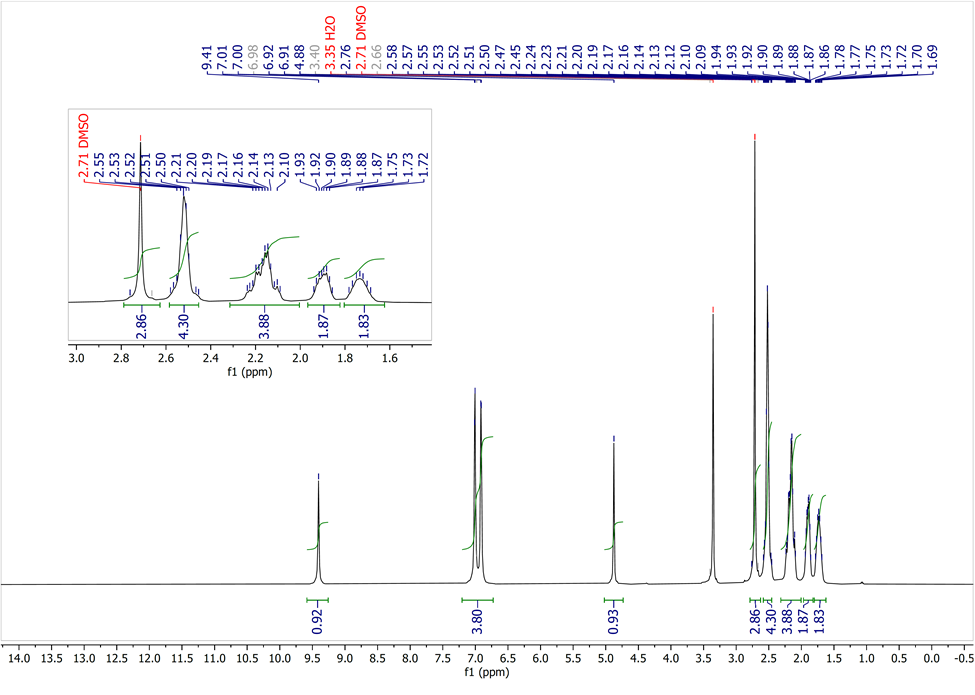 9.41 7.01 7.00 6.98 6.92 6.91 4.88 3.40 3.35 H2O 2.76 2.71 DMSO 2.66 2.58 2.57 2.55 2.53 2.52 2.51 2.50 2.47 2.45 2.24 2.23 2.21 2.20 2.19 2.17 2.16 2.14 2.13 2.12 2.10 2.09 1.94 1.93 1.92 1.90 1.89 1.88 1.87 1.86 1.78 1.77 1.75 1.73 1.72 1.70 1.69
2.71 DMSO 2.55 2.53 2.52 2.51 2.50 2.21 2.20 2.19 2.17 2.16 2.14 2.13 2.10 1.93 1.92 1.90 1.89 1.88 1.87 1.75 1.73 1.72
2.86 4.30 3.88 1.87 1.83
3.0 2.8 2.6 2.4 2.2 2.0 1.8 1.6
f1 (ppm)
0.92 3.80 0.93 2.86 4.30 3.88 1.87 1.83
14.0 13.5 13.0 12.5 12.0 11.5 11.0 10.5 10.0 9.5 9.0 8.5 8.0 7.5 7.0 6.5 6.0 5.5 5.0 4.5 4.0 3.5 3.0 2.5 2.0 1.5 1.0 0.5 0.0 -0.5
f1 (ppm)